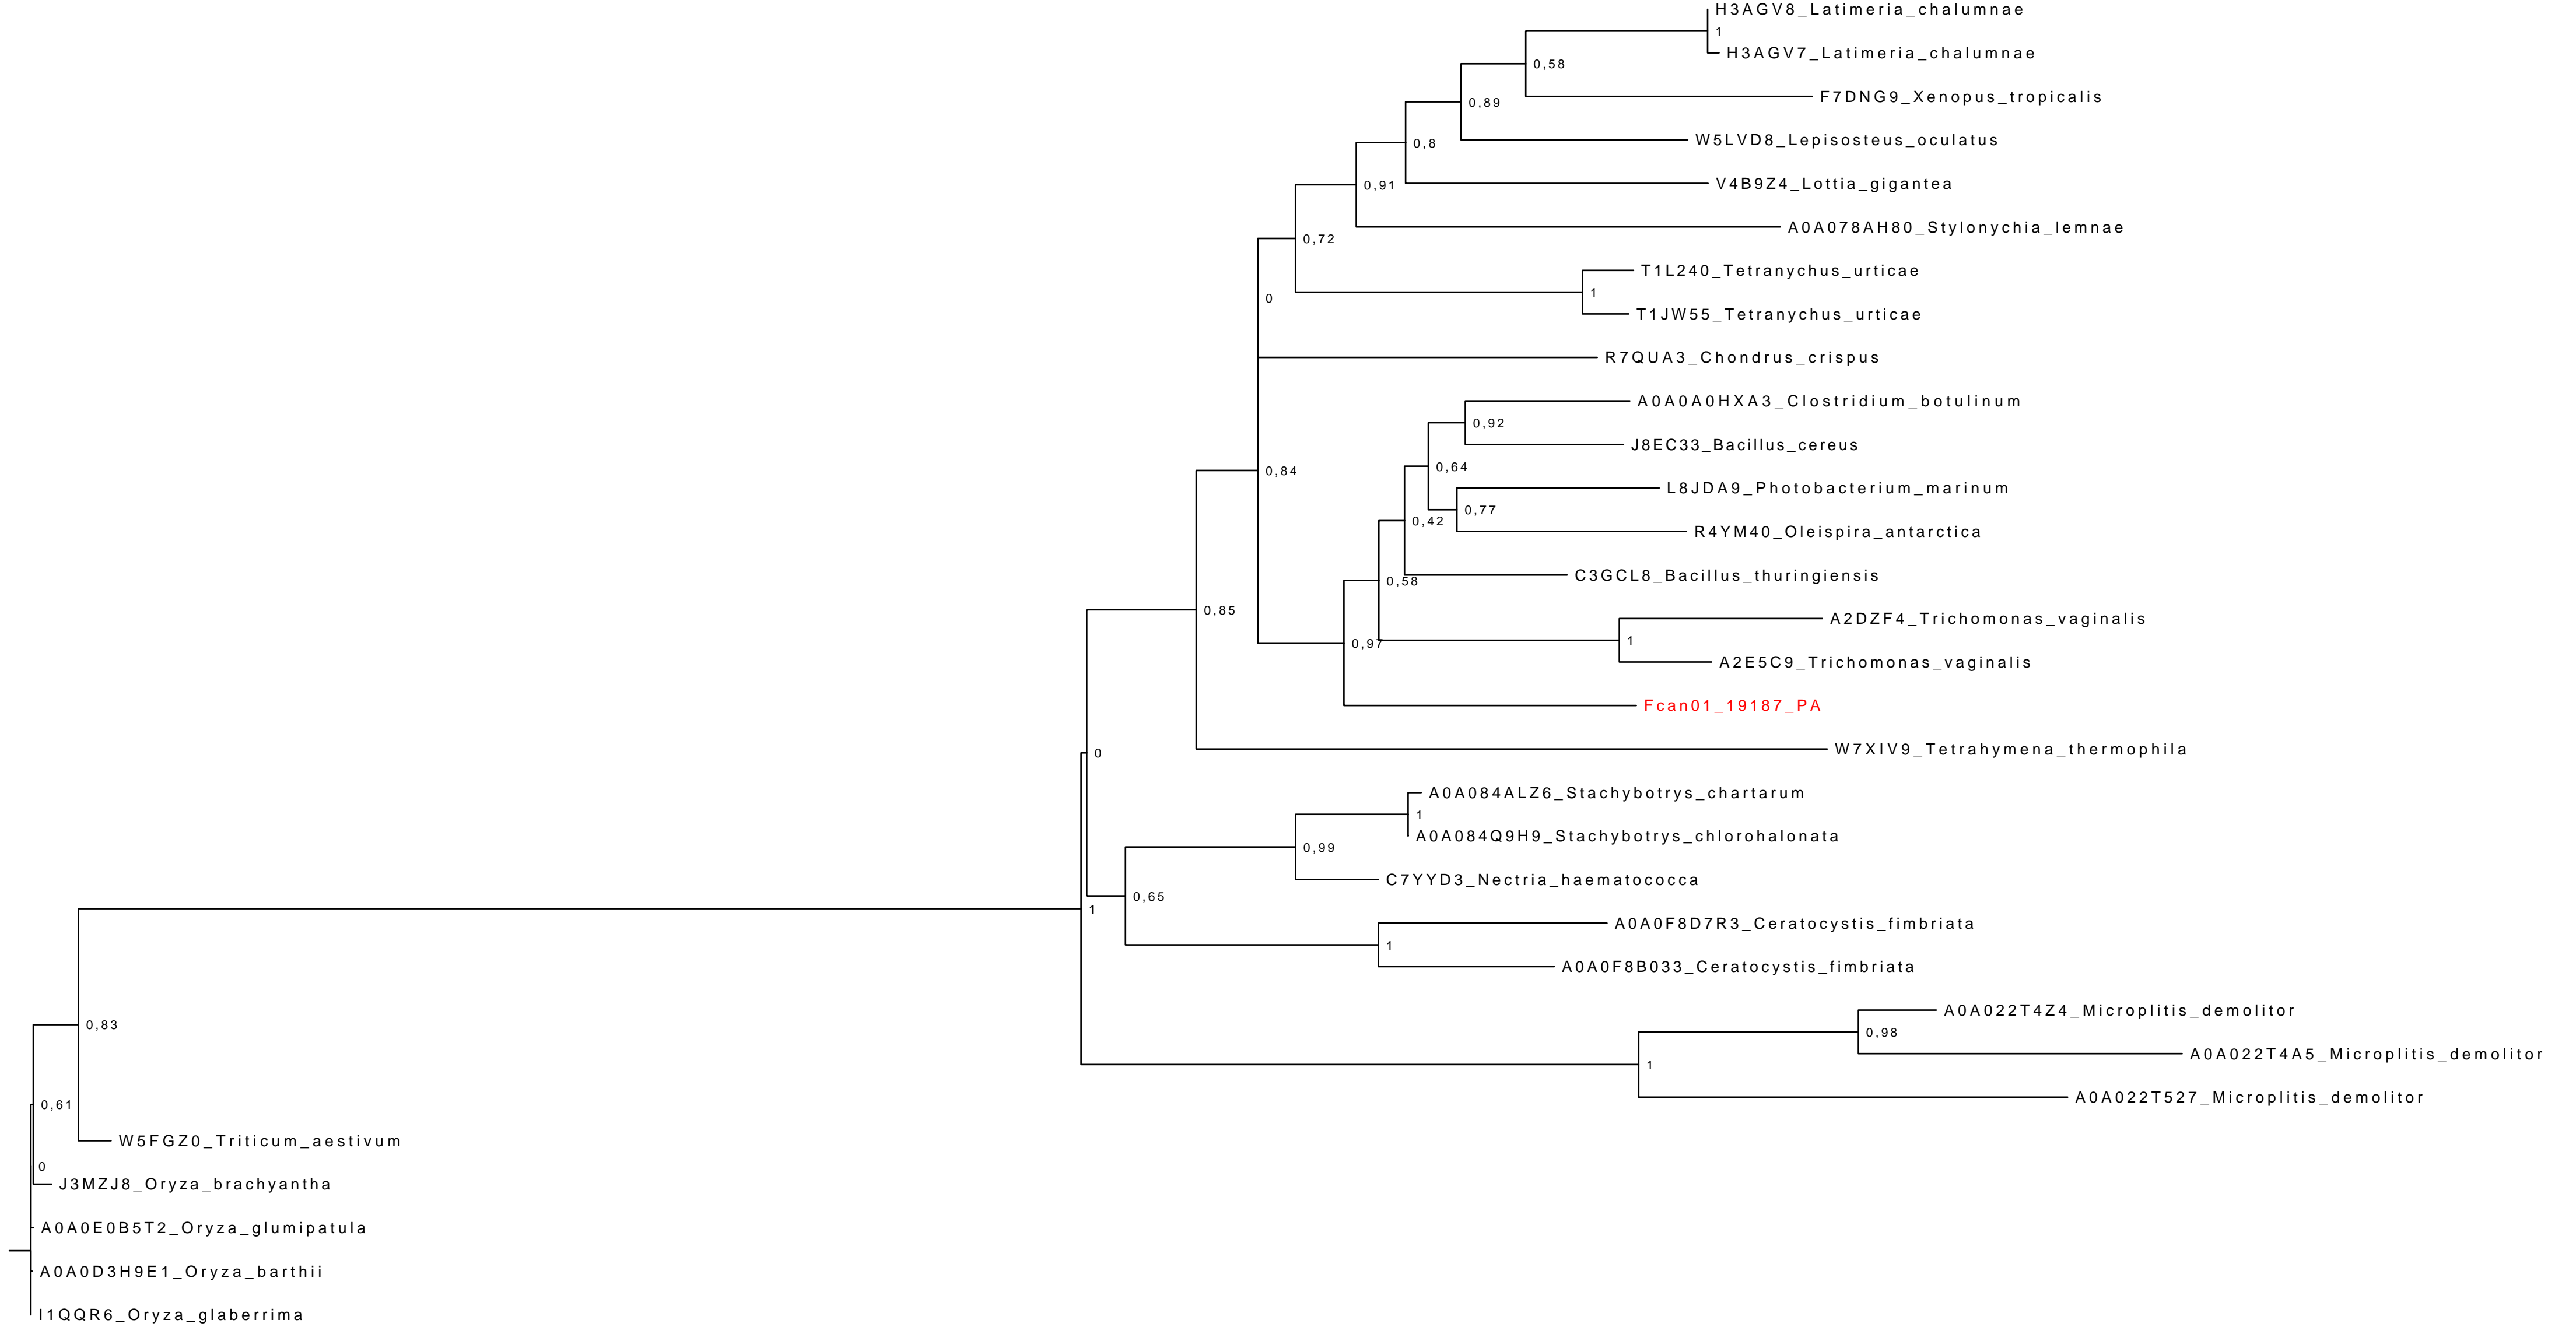 H3AGV8_Latimeria_chalumnae
1
H3AGV7_Latimeria_chalumnae
0,58
F7DNG9_Xenopus_tropicalis
0,89
W5LVD8_Lepisosteus_oculatus
0,8
V4B9Z4_Lottia_gigantea
0,91
A0A078AH80_Stylonychia_lemnae
0,72
T1L240_Tetranychus_urticae
1
T1JW55_Tetranychus_urticae
0
R7QUA3_Chondrus_crispus
A0A0A0HXA3_Clostridium_botulinum
0,92
J8EC33_Bacillus_cereus
0,64
0,84
L8JDA9_Photobacterium_marinum
0,77
0,42
R4YM40_Oleispira_antarctica
C3GCL8_Bacillus_thuringiensis
0,58
0,85
A2DZF4_Trichomonas_vaginalis
1
0,97
A2E5C9_Trichomonas_vaginalis
Fcan01_19187_PA
W7XIV9_Tetrahymena_thermophila
0
A0A084ALZ6_Stachybotrys_chartarum
1
A0A084Q9H9_Stachybotrys_chlorohalonata
0,99
C7YYD3_Nectria_haematococca
0,65
1
A0A0F8D7R3_Ceratocystis_fimbriata
1
A0A0F8B033_Ceratocystis_fimbriata
A0A022T4Z4_Microplitis_demolitor
0,98
0,83
A0A022T4A5_Microplitis_demolitor
1
A0A022T527_Microplitis_demolitor
0,61
W5FGZ0_Triticum_aestivum
0
J3MZJ8_Oryza_brachyantha
A0A0E0B5T2_Oryza_glumipatula
A0A0D3H9E1_Oryza_barthii
I1QQR6_Oryza_glaberrima